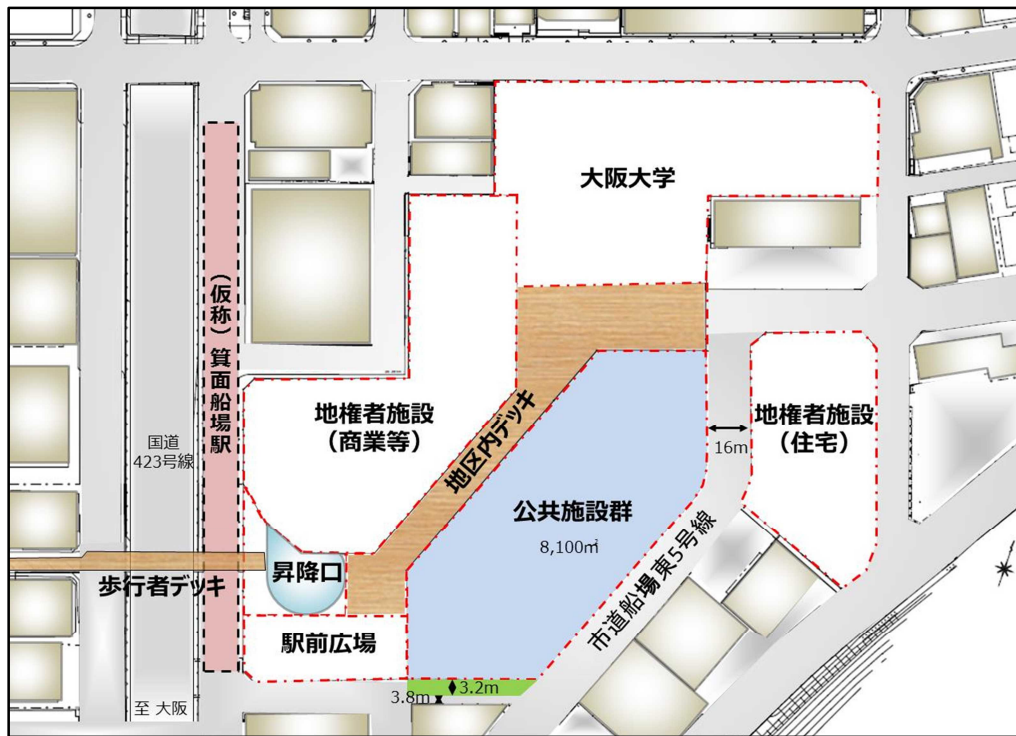 大阪大学
(仮称)箕面船場駅
国道
423号線
地権者施設
(商業等)
地区内デッキ
16m
地権者施設
(住宅)
公共施設群
8,100㎡
市道船場東5号線
歩行者デッキ
昇降口
駅前広場
3.2m
3.8m
至 大阪